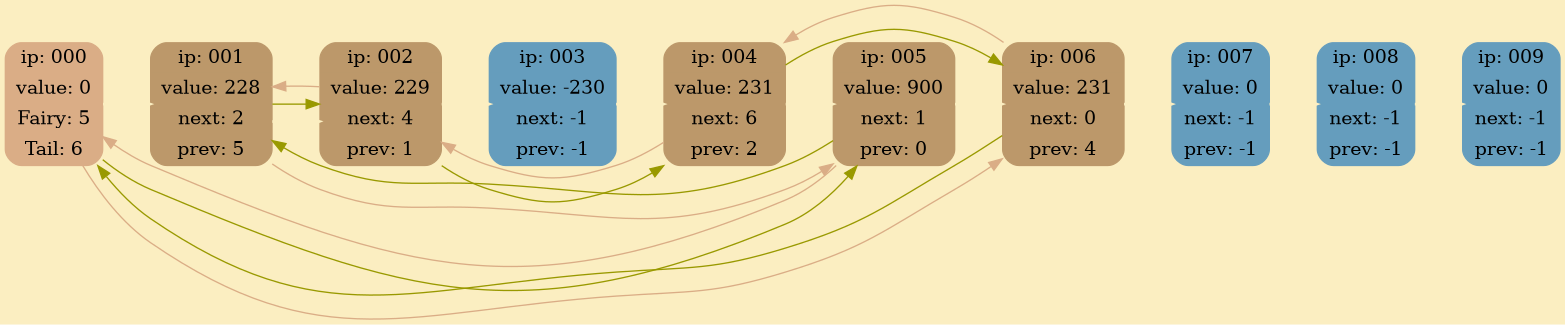 ip: 000
value: 0
Fairy: 5
Tail: 6
ip: 001
value: 228
next: 2
prev: 5
ip: 002
value: 229
next: 4
prev: 1
ip: 003
value: -230
next: -1
prev: -1
ip: 004
value: 231
next: 6
prev: 2
ip: 005
value: 900
next: 1
prev: 0
ip: 006
value: 231
next: 0
prev: 4
ip: 007
value: 0
next: -1
prev: -1
ip: 008
value: 0
next: -1
prev: -1
ip: 009
value: 0
next: -1
prev: -1